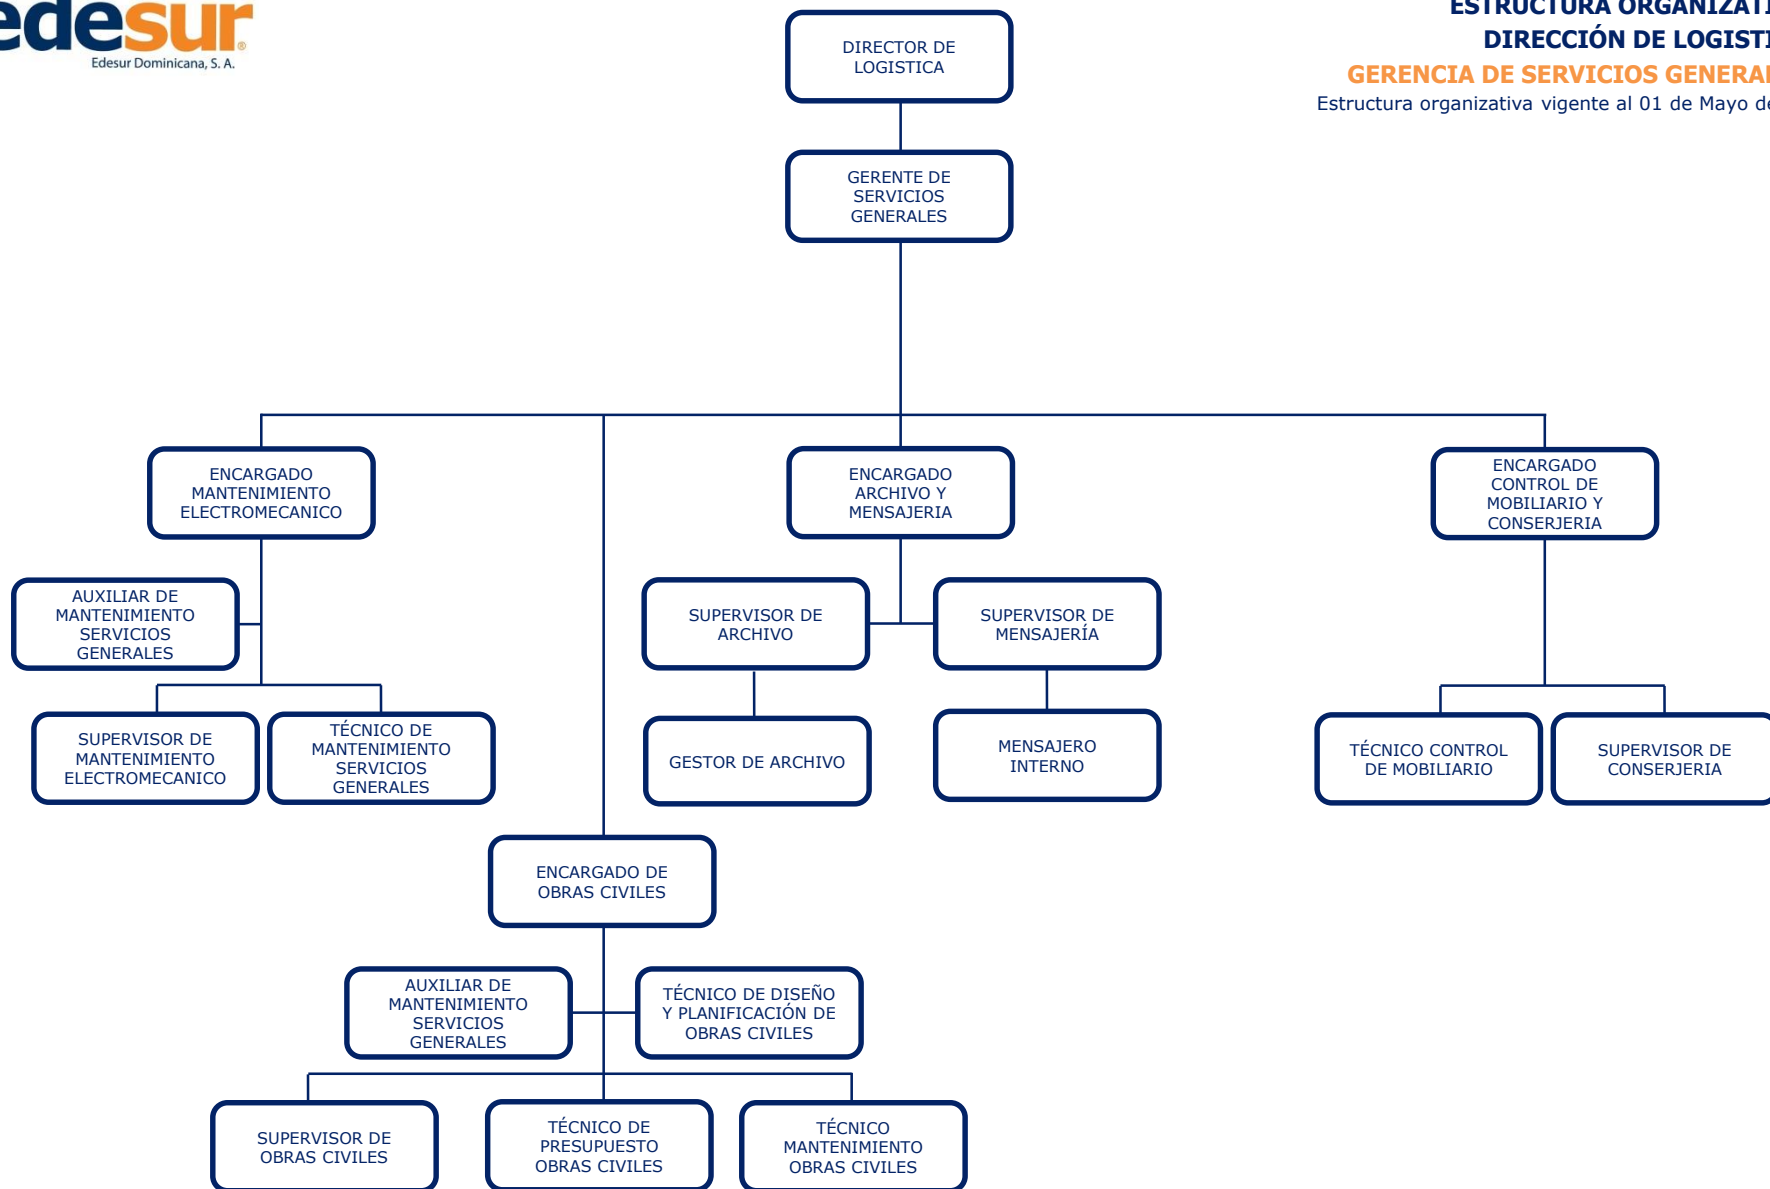 edesur
Edesur Dominicana, S. A.
DIRECCIÓN DE
GERENCIA DE SERVICIOS
Estructura organizativa vigente al 01 de Mayo
DIRECTOR DE
LOGISTICA
GERENTE DE
SERVICIOS
GENERALES
ENCARGADO
MANTENIMIENTO
ELECTROMECANICO
ENCARGADO
ARCHIVO Y
MENSAJERIA
ENCARGADO
CONTROL DE
MOBILIARIO Y
CONSERJERIA
AUXILIAR DE
MANTENIMIENTO
SERVICIOS
GENERALES
SUPERVISOR DE
ARCHIVO
SUPERVISOR DE
MENSAJERÍA
SUPERVISOR DE
MANTENIMIENTO
ELECTROMECANICO
TÉCNICO DE
MANTENIMIENTO
SERVICIOS
GENERALES
GESTOR DE ARCHIVO
MENSAJERO
INTERNO
TÉCNICO CONTROL
DE MOBILIARIO
SUPERVISOR DE
CONSERJERIA
ENCARGADO DE
OBRAS CIVILES
AUXILIAR DE
MANTENIMIENTO
SERVICIOS
GENERALES
TÉCNICO DE DISEÑO
Y PLANIFICACIÓN DE
OBRAS CIVILES
SUPERVISOR DE
OBRAS CIVILES
TÉCNICO DE
PRESUPUESTO
OBRAS CIVILES
TÉCNICO
MANTENIMIENTO
OBRAS CIVILES